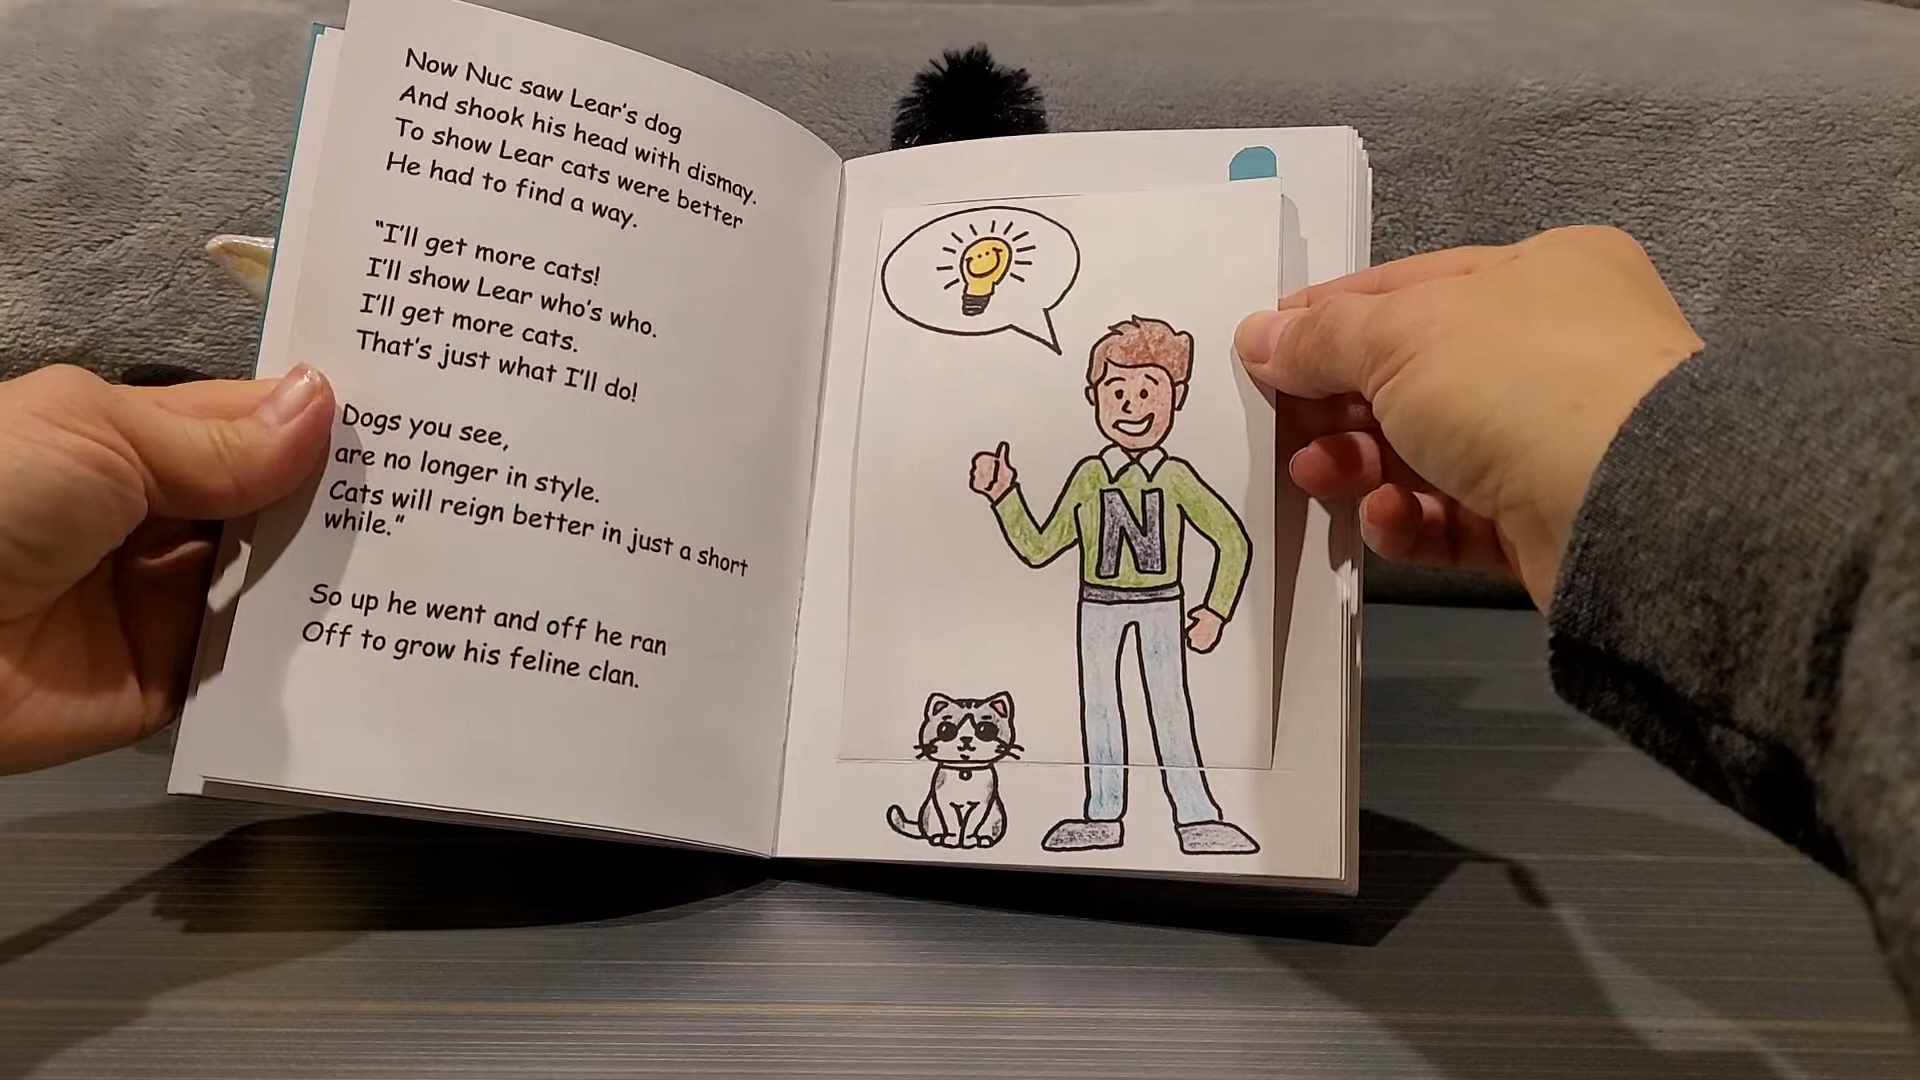 Now Nuc saw Lear's dog
And shook his head with dismay.
To show Lear cats were better
He had to find a way.
"I'll get more cats!
I'll show Lear who's who.
I'll get more cats.
That's just what I'll do!
Dogs you see,
are no longer in style.
Cats will reign better in just a short
while."
So up he went and off he ran
Off to grow his feline clan.
N